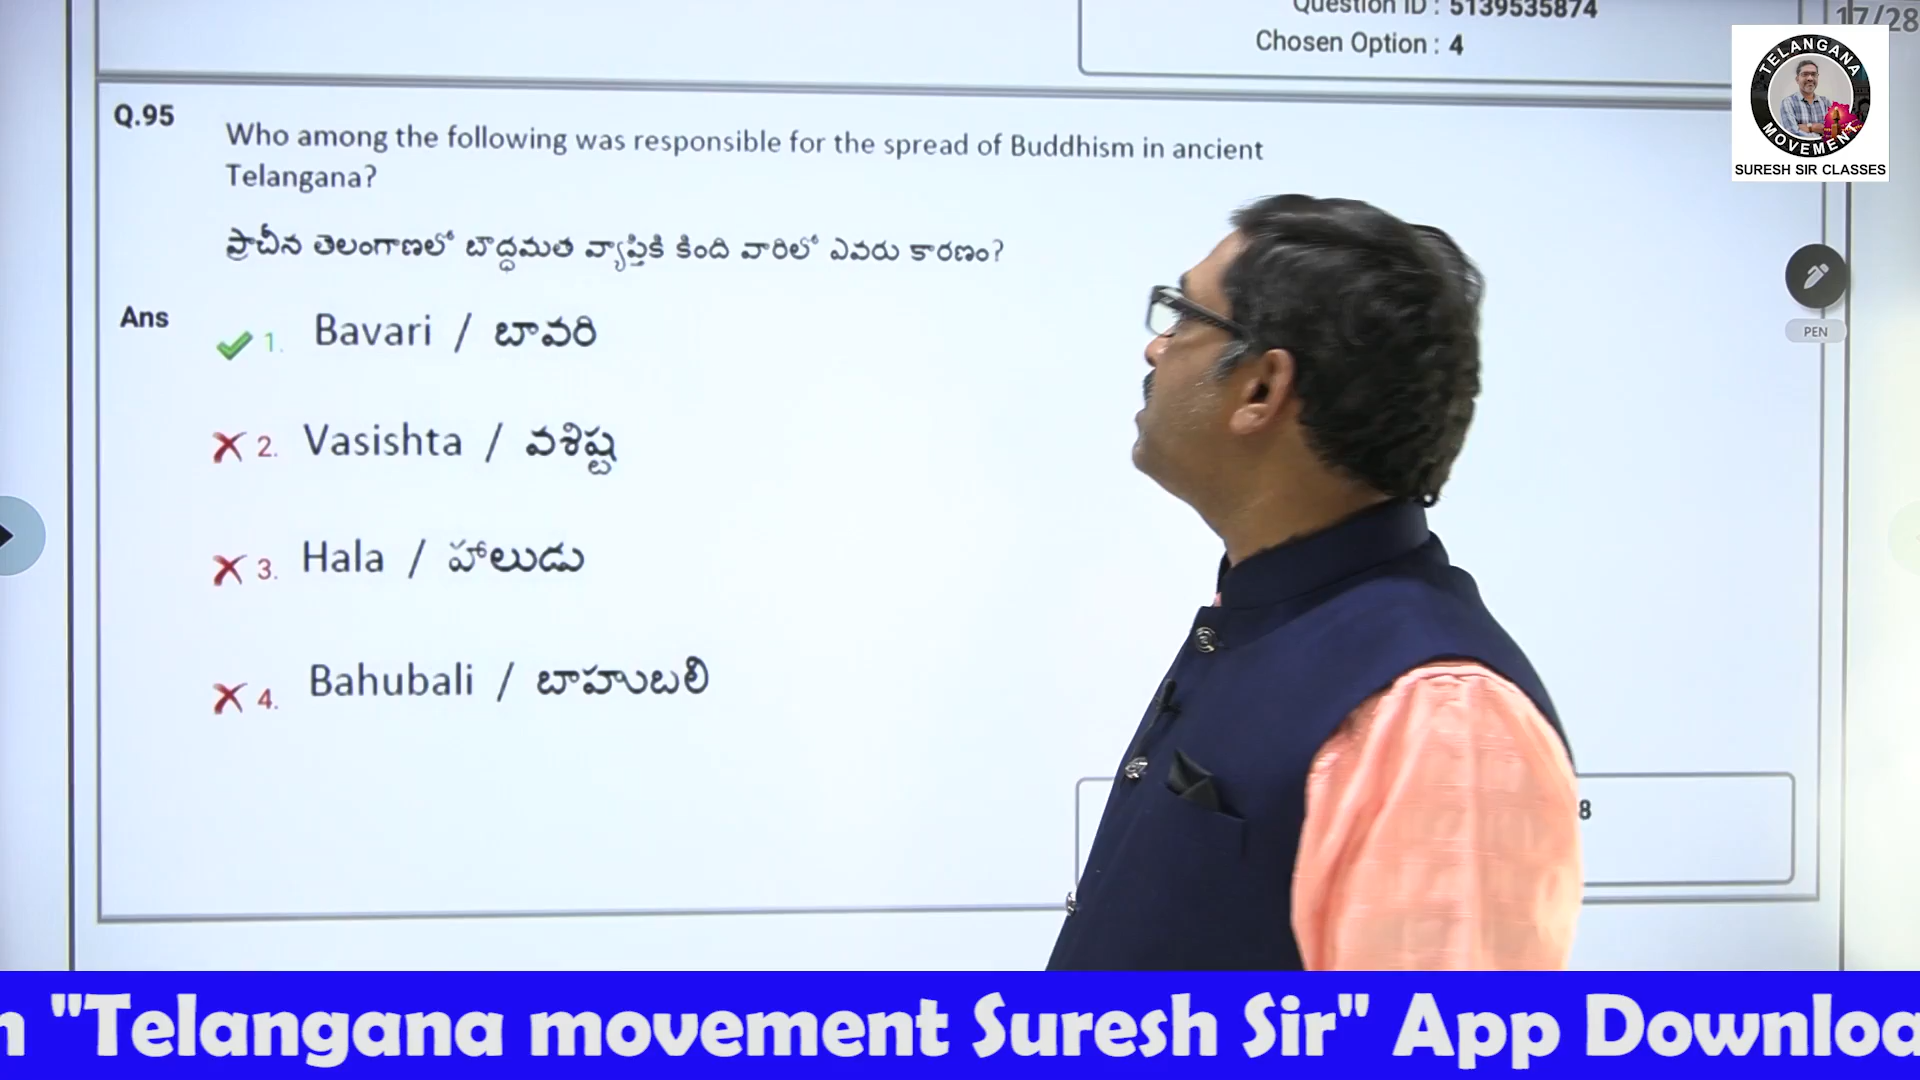 Question ID : 5139535874
Chosen Option : 4
17/28
TELANGANA
MOVEMENT
SURESH SIR CLASSES
Q.95
Who among the following was responsible for the spread of Buddhism in ancient
Telangana?
ప్రాచీన తెలంగాణలో బౌద్ధమత వ్యాప్తికి కింది వారిలో ఎవరు కారణం?
PEN
Ans
1. Bavari / బావరి
2. Vasishta / వశిష్ట
3. Hala / హాలుడు
4. Bahubali / బాహుబలి
8
"Telangana movement Suresh Sir" App